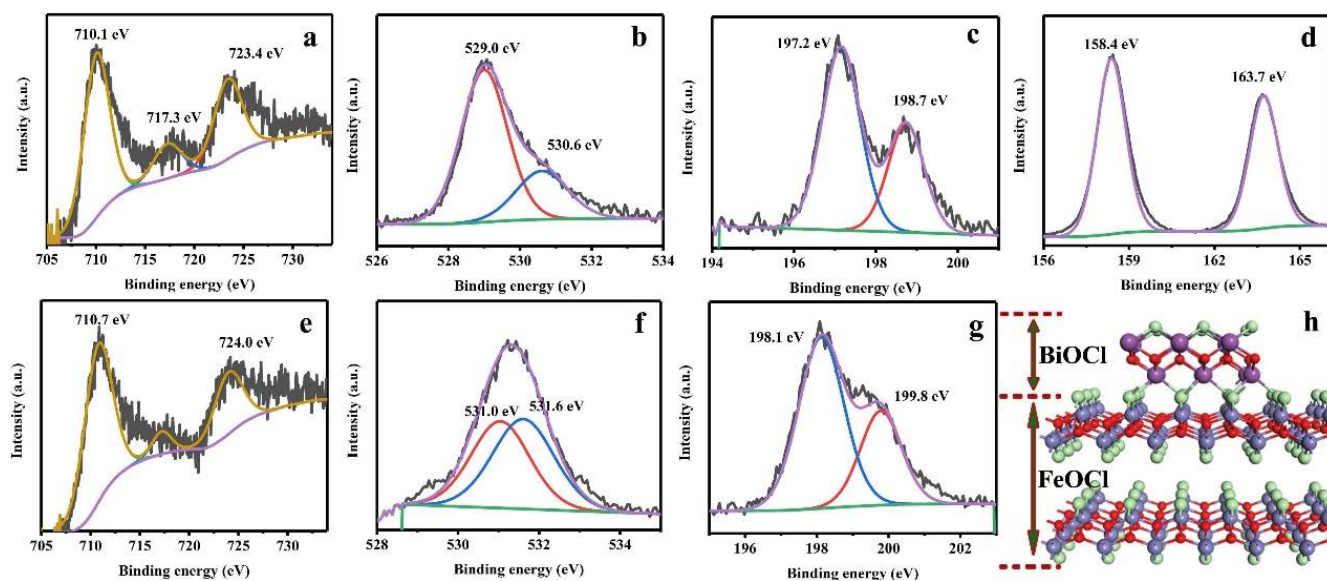 710.1 eV
717.3 eV
723.4 eV
a
Intensity (a.u.)
705 710 715 720 725 730
Binding energy (eV)
529.0 eV
530.6 eV
b
Intensity (a.u.)
526 528 530 532 534
Binding energy (eV)
197.2 eV
198.7 eV
c
Intensity (a.u.)
194 196 198 200
Binding energy (eV)
158.4 eV
163.7 eV
d
Intensity (a.u.)
156 159 162 165
Binding energy (eV)
710.7 eV
724.0 eV
e
Intensity (a.u.)
705 710 715 720 725 730
Binding energy (eV)
531.0 eV
531.6 eV
f
Intensity (a.u.)
528 530 532 534
Binding energy (eV)
198.1 eV
199.8 eV
g
Intensity (a.u.)
196 198 200 202
Binding energy (eV)
h
BiOCl
FeOCl